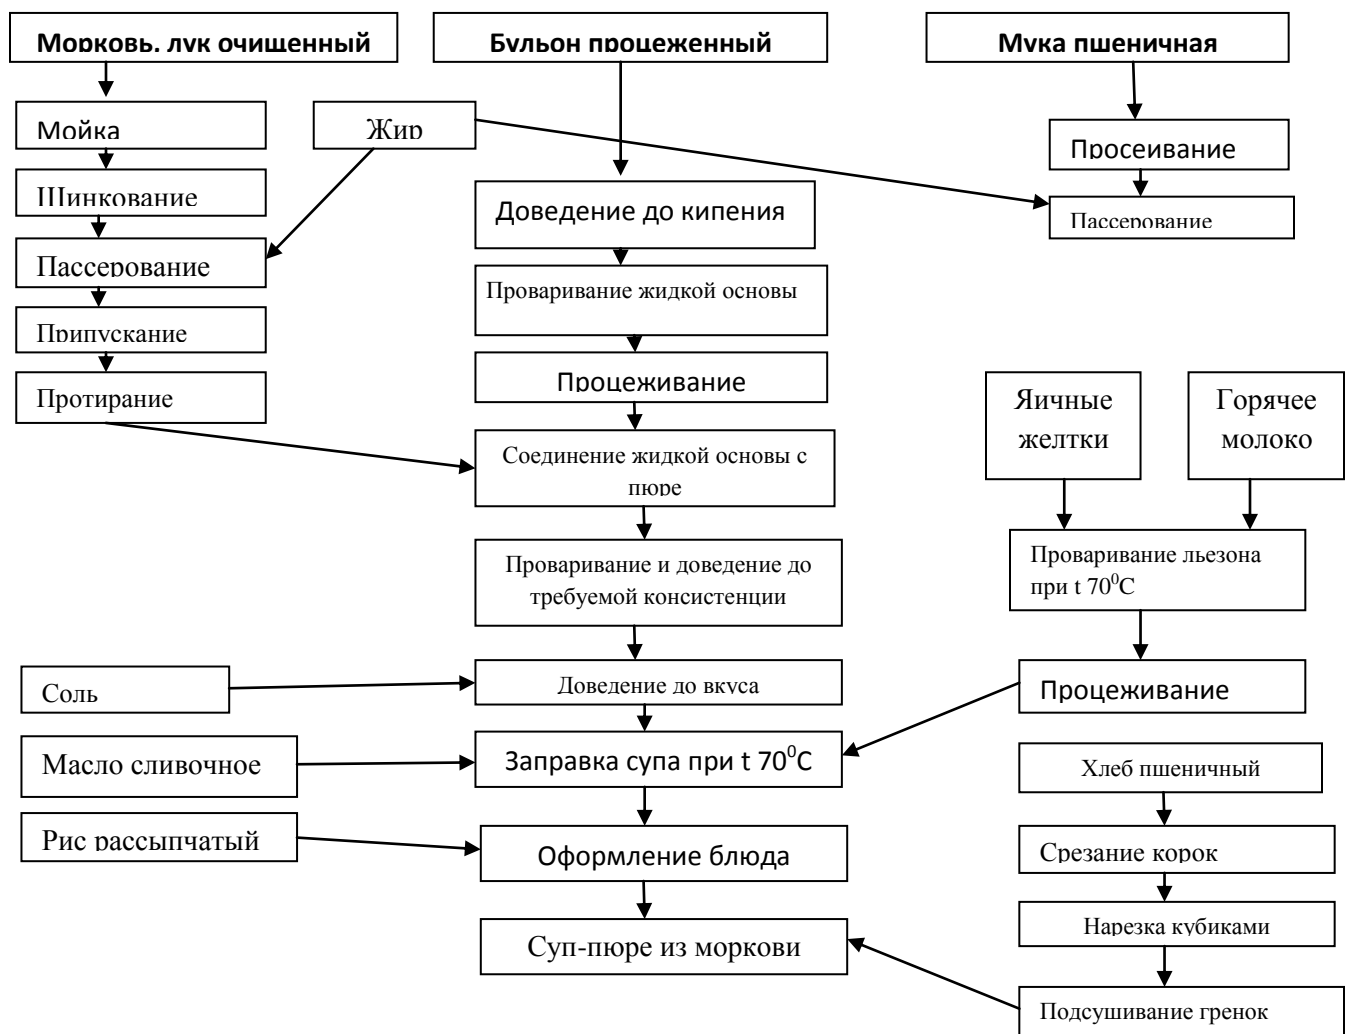 Морковь, лук очищенный
Бульон процеженный
Мука пшеничная
Мойка
Жир
Просеивание
Шинкование
Доведение до кипения
Пассерование
Пассерование
Проваривание жидкой основы
Припускание
Процеживание
Протирание
Яичные
желтки
Горячее
молоко
Соединение жидкой основы с
пюре
Проваривание и доведение до
требуемой консистенции
Проваривание льезона
при t 70⁰С
Соль
Доведение до вкуса
Процеживание
Масло сливочное
Заправка супа при t 70⁰С
Хлеб пшеничный
Рис рассыпчатый
Оформление блюда
Срезание корок
Нарезка кубиками
Суп-пюре из моркови
Подсушивание гренок